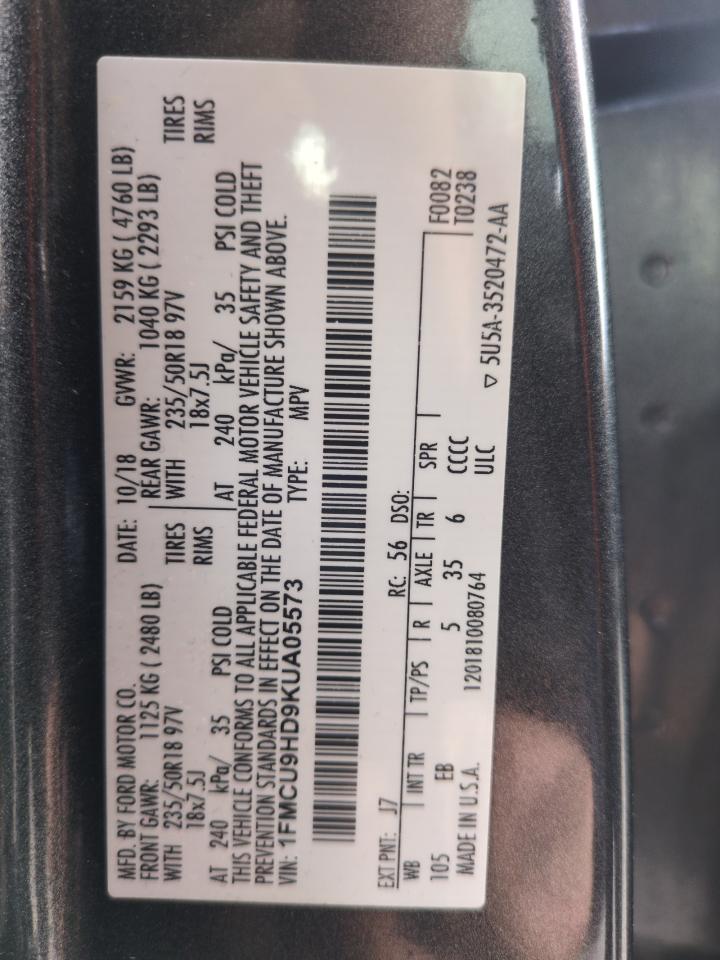 MFD. BY FORD MOTOR CO. DATE: 10/18 GVWR: 2159 KG ( 4760 LB)
FRONT GAWR: 1125 KG ( 2480 LB) REAR GAWR: 1040 KG ( 2293 LB)
WITH 235/50R18 97V TIRES WITH 235/50R18 97V TIRES
18x7.5J RIMS 18x7.5J RIMS
AT 240 kPa/ 35 PSI COLD AT 240 kPa/ 35 PSI COLD
THIS VEHICLE CONFORMS TO ALL APPLICABLE FEDERAL MOTOR VEHICLE SAFETY AND THEFT
PREVENTION STANDARDS IN EFFECT ON THE DATE OF MANUFACTURE SHOWN ABOVE.
VIN: 1FMCU9HD9KUA05573 TYPE: MPV
EXT PNT: J7 RC: 56 DSO:
WB INT TR TP/PS R AXLE TR SPR F0082
105 EB 5 35 6 CCCC T0238
MADE IN U.S.A. 1201810080764 ULC ▽ 5U5A-3520472-AA